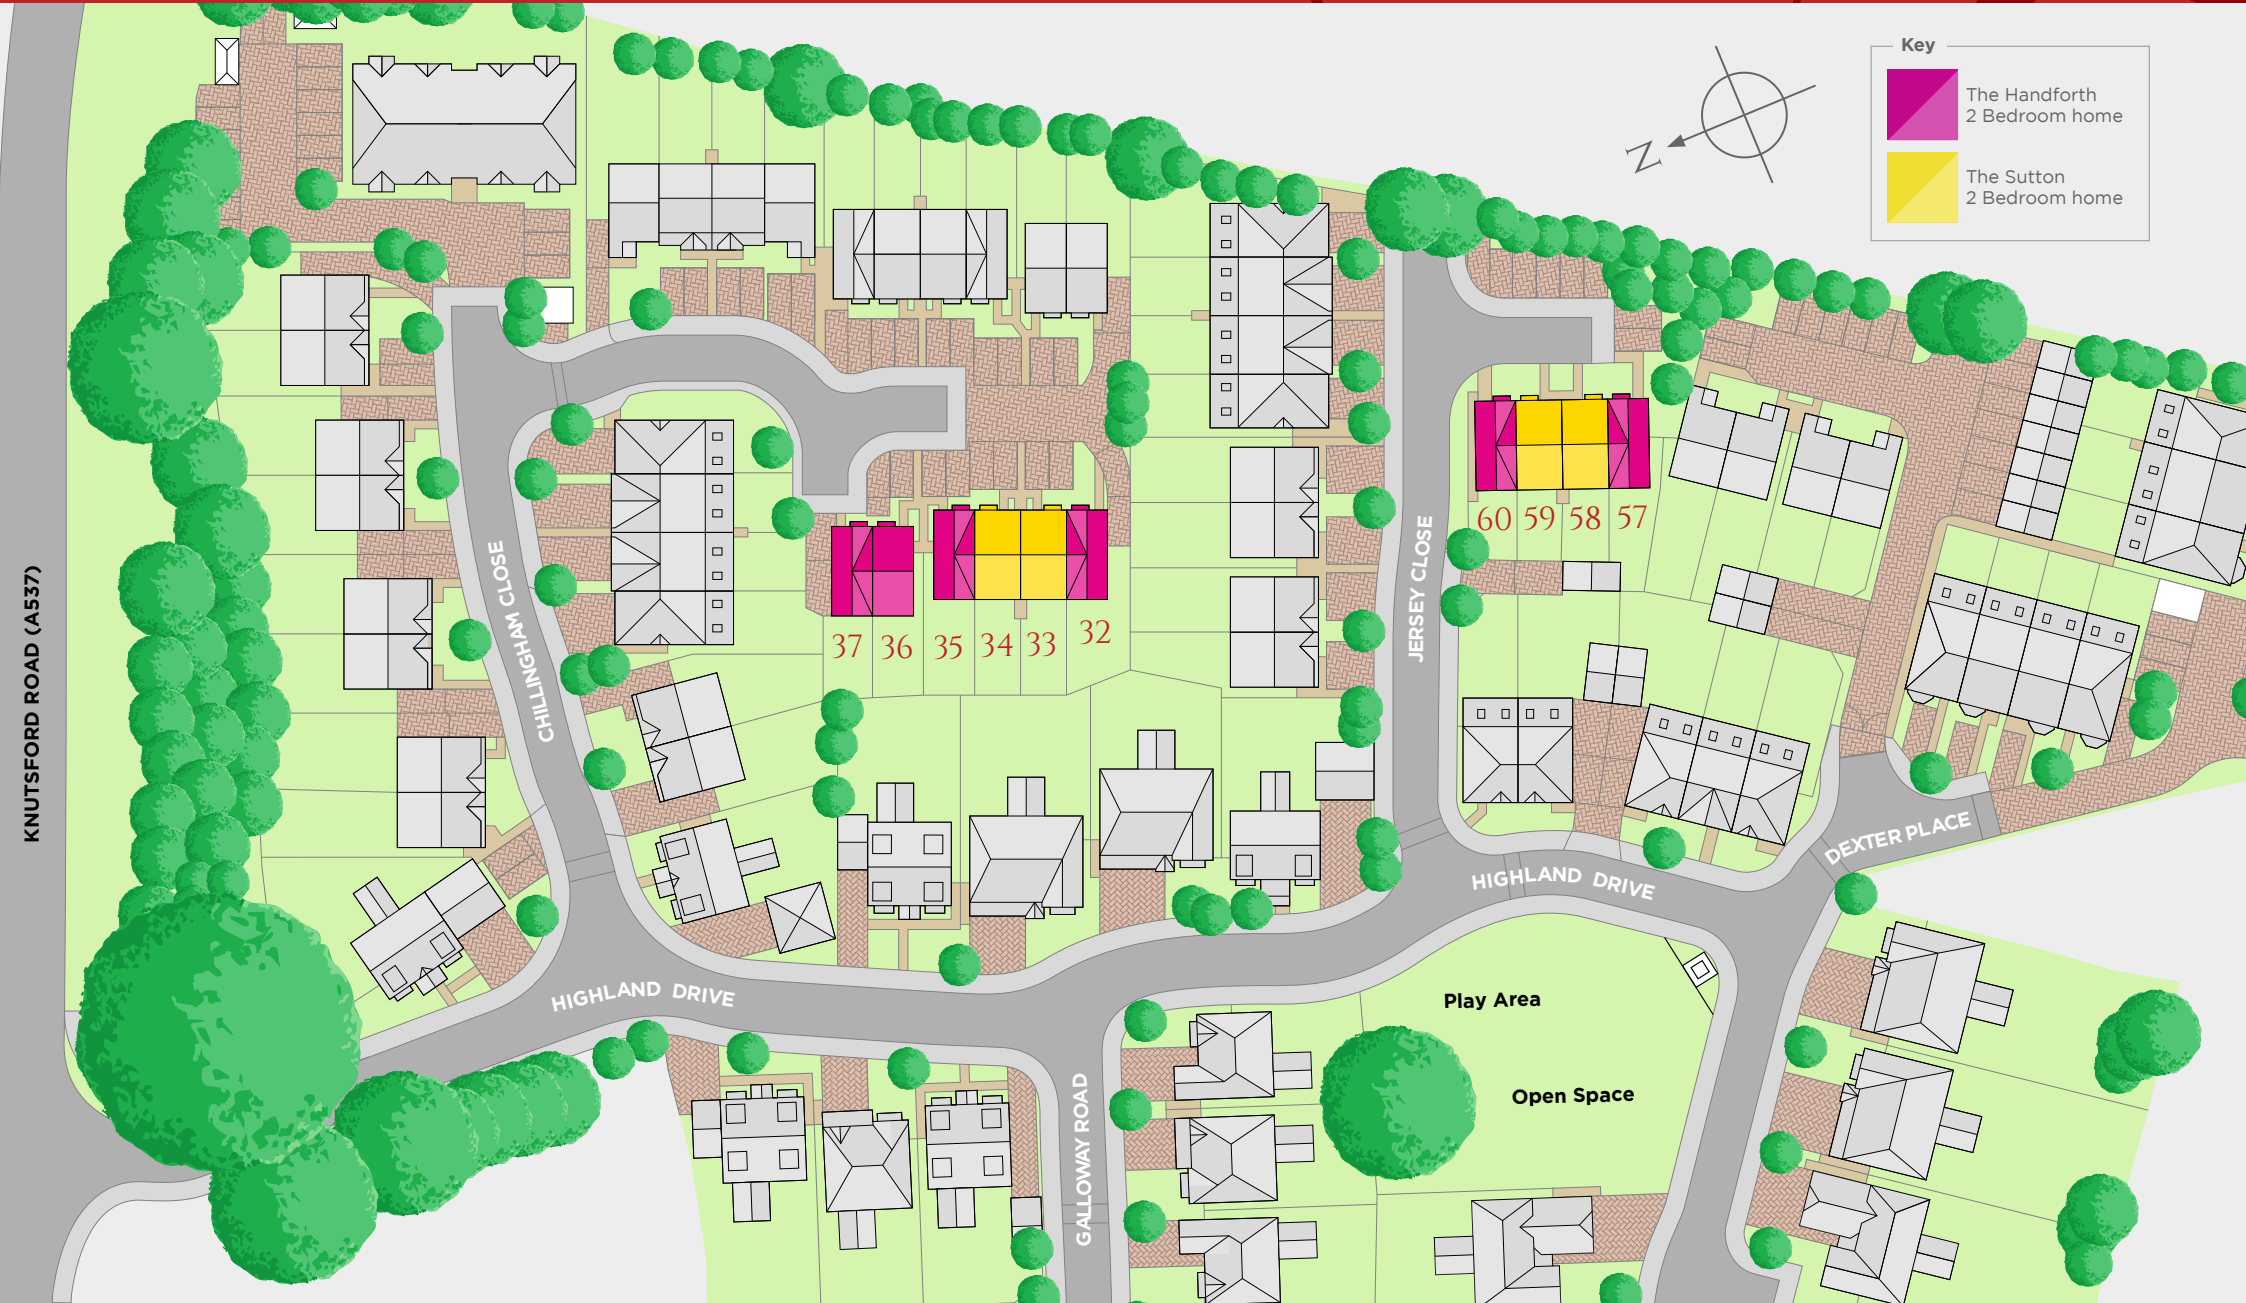 Key
The Handforth
2 Bedroom home
The Sutton
2 Bedroom home
N
KNUTSFORD ROAD (A537)
CHILLINGHAM CLOSE
JERSEY CLOSE
60 59 58 57
37 36 35 34 33 32
HIGHLAND DRIVE
DEXTER PLACE
HIGHLAND DRIVE
Play Area
Open Space
GALLOWAY ROAD